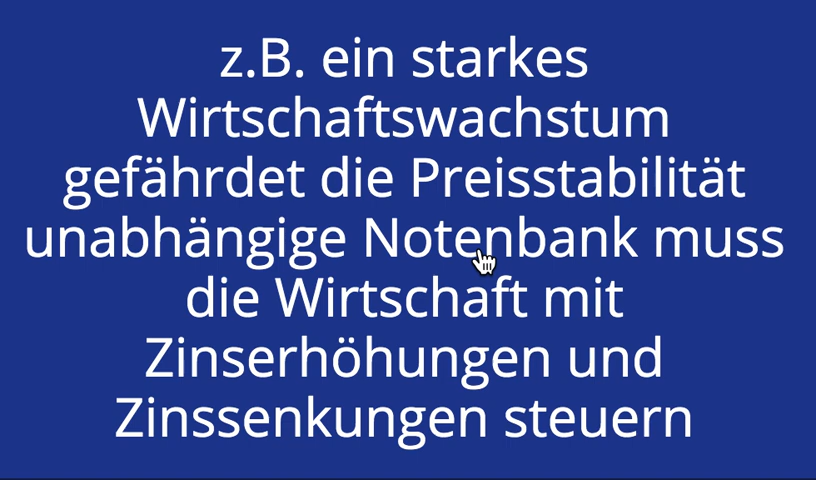 z.B. ein starkes
Wirtschaftswachstum
gefährdet die Preisstabilität
unabhängige Notenbank muss
die Wirtschaft mit
Zinserhöhungen und
Zinssenkungen steuern